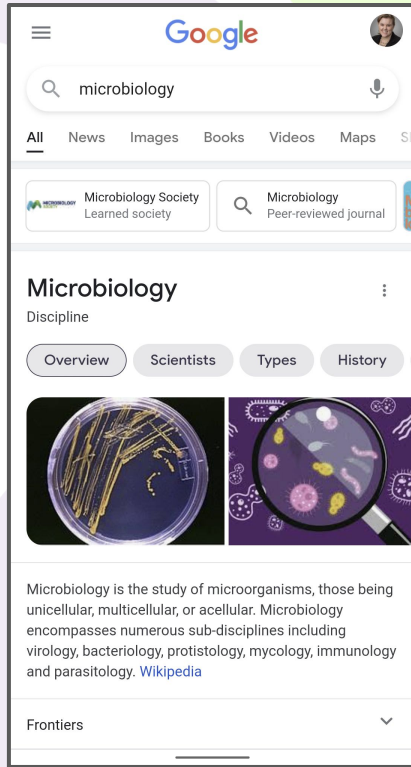 Google
microbiology
All News Images Books Videos Maps
Microbiology Society
Learned society
MICROBIOLOGY
SOCIETY
Microbiology
Peer-reviewed journal
Microbiology
Discipline
Overview Scientists Types History
Microbiology is the study of microorganisms, those being
unicellular, multicellular, or acellular. Microbiology
encompasses numerous sub-disciplines including
virology, bacteriology, protistology, mycology, immunology
and parasitology. Wikipedia
Frontiers